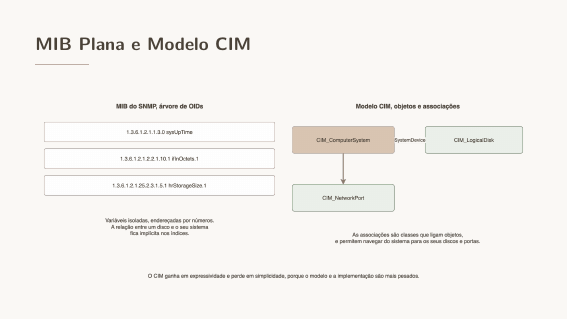 MIB Plana e Modelo CIM
MIB do SNMP, árvore de OIDs
1.3.6.1.2.1.1.3.0 sysUpTime
1.3.6.1.2.1.2.2.1.10.1 ifInOctets.1
1.3.6.1.2.1.25.2.3.1.5.1 hrStorageSize.1
Variáveis isoladas, endereçadas por números.
A relação entre um disco e o seu sistema
fica implícita nos índices.
Modelo CIM, objetos e associações
CIM_ComputerSystem
SystemDevice
CIM_LogicalDisk
CIM_NetworkPort
As associações são classes que ligam objetos,
e permitem navegar do sistema para os seus discos e portas.
O CIM ganha em expressividade e perde em simplicidade, porque o modelo e a implementação são mais pesados.